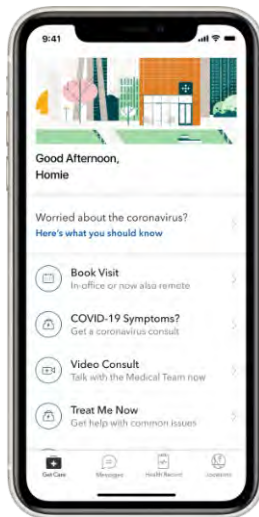 9:41
Good Afternoon,
Homie
Worried about the coronavirus?
Here's what you should know
Book Visit
In-office or now also remote
COVID-19 Symptoms?
Get a coronavirus consult
Video Consult
Talk with the Medical Team now
Treat Me Now
Get help with common issues
Get Care Messages Health Record Locations